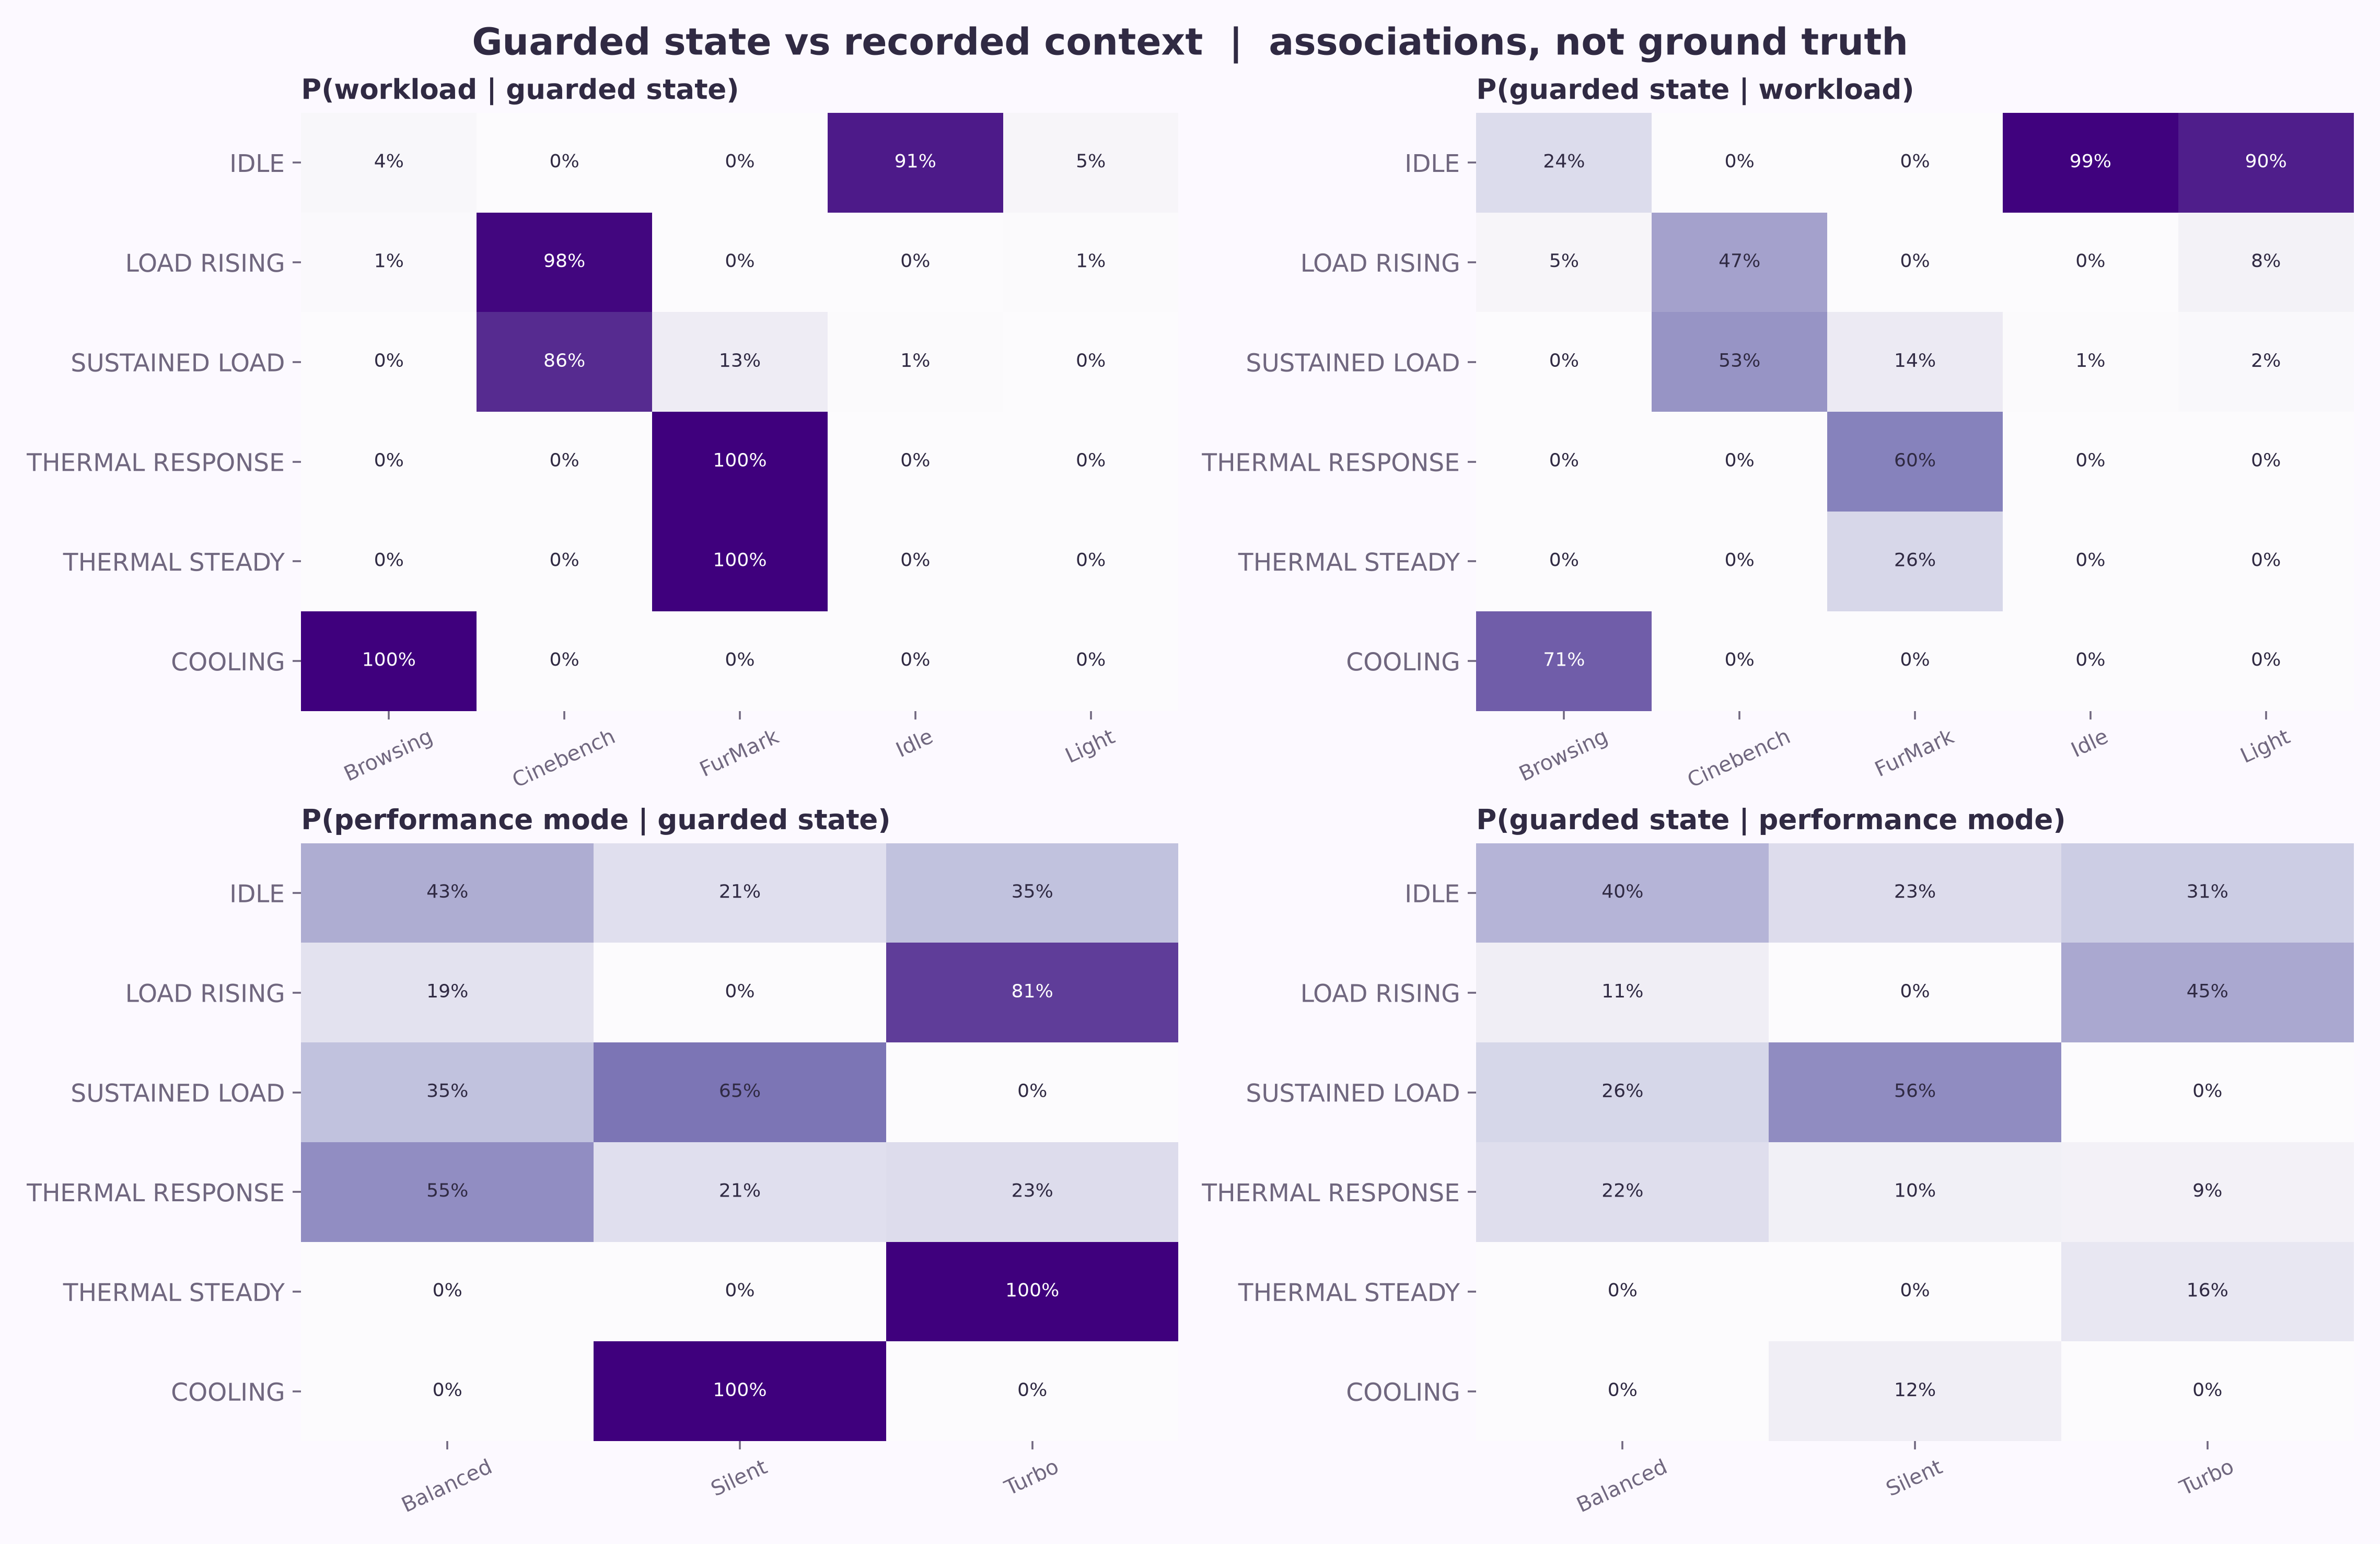 Guarded state vs recorded context | associations, not ground truth
P(workload | guarded state)
IDLE 4% 0% 0% 91% 5%
LOAD RISING 1% 98% 0% 0% 1%
SUSTAINED LOAD 0% 86% 13% 1% 0%
THERMAL RESPONSE 0% 0% 100% 0% 0%
THERMAL STEADY 0% 0% 100% 0% 0%
COOLING 100% 0% 0% 0% 0%
Browsing Cinebench FurMark Idle Light
P(guarded state | workload)
IDLE 24% 0% 0% 99% 90%
LOAD RISING 5% 47% 0% 0% 8%
SUSTAINED LOAD 0% 53% 14% 1% 2%
THERMAL RESPONSE 0% 0% 60% 0% 0%
THERMAL STEADY 0% 0% 26% 0% 0%
COOLING 71% 0% 0% 0% 0%
Browsing Cinebench FurMark Idle Light
P(performance mode | guarded state)
IDLE 43% 21% 35%
LOAD RISING 19% 0% 81%
SUSTAINED LOAD 35% 65% 0%
THERMAL RESPONSE 55% 21% 23%
THERMAL STEADY 0% 0% 100%
COOLING 0% 100% 0%
Balanced Silent Turbo
P(guarded state | performance mode)
IDLE 40% 23% 31%
LOAD RISING 11% 0% 45%
SUSTAINED LOAD 26% 56% 0%
THERMAL RESPONSE 22% 10% 9%
THERMAL STEADY 0% 0% 16%
COOLING 0% 12% 0%
Balanced Silent Turbo